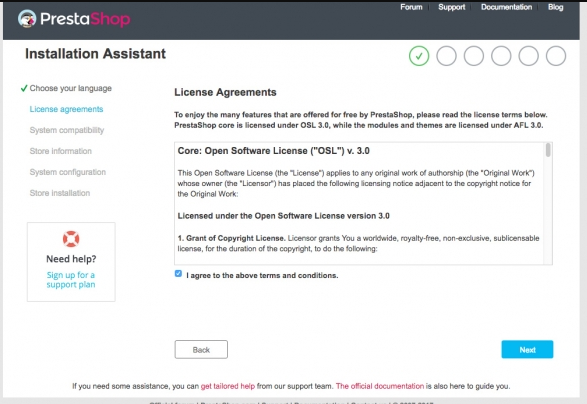 Forum Support Documentation Blog
PrestaShop
Installation Assistant
Choose your language
License agreements
System compatibility
Store information
System configuration
Store installation
Need help?
Sign up for a
support plan
License Agreements
To enjoy the many features that are offered for free by PrestaShop, please read the license terms below.
PrestaShop core is licensed under OSL 3.0, while the modules and themes are licensed under AFL 3.0.
Core: Open Software License ("OSL") v. 3.0
This Open Software License (the "License") applies to any original work of authorship (the "Original Work")
whose owner (the "Licensor") has placed the following licensing notice adjacent to the copyright notice for
the Original Work:
Licensed under the Open Software License version 3.0
1. Grant of Copyright License. Licensor grants You a worldwide, royalty-free, non-exclusive, sublicensable
license, for the duration of the copyright, to do the following:
I agree to the above terms and conditions.
Back
Next
If you need some assistance, you can get tailored help from our support team. The official documentation is also here to guide you.